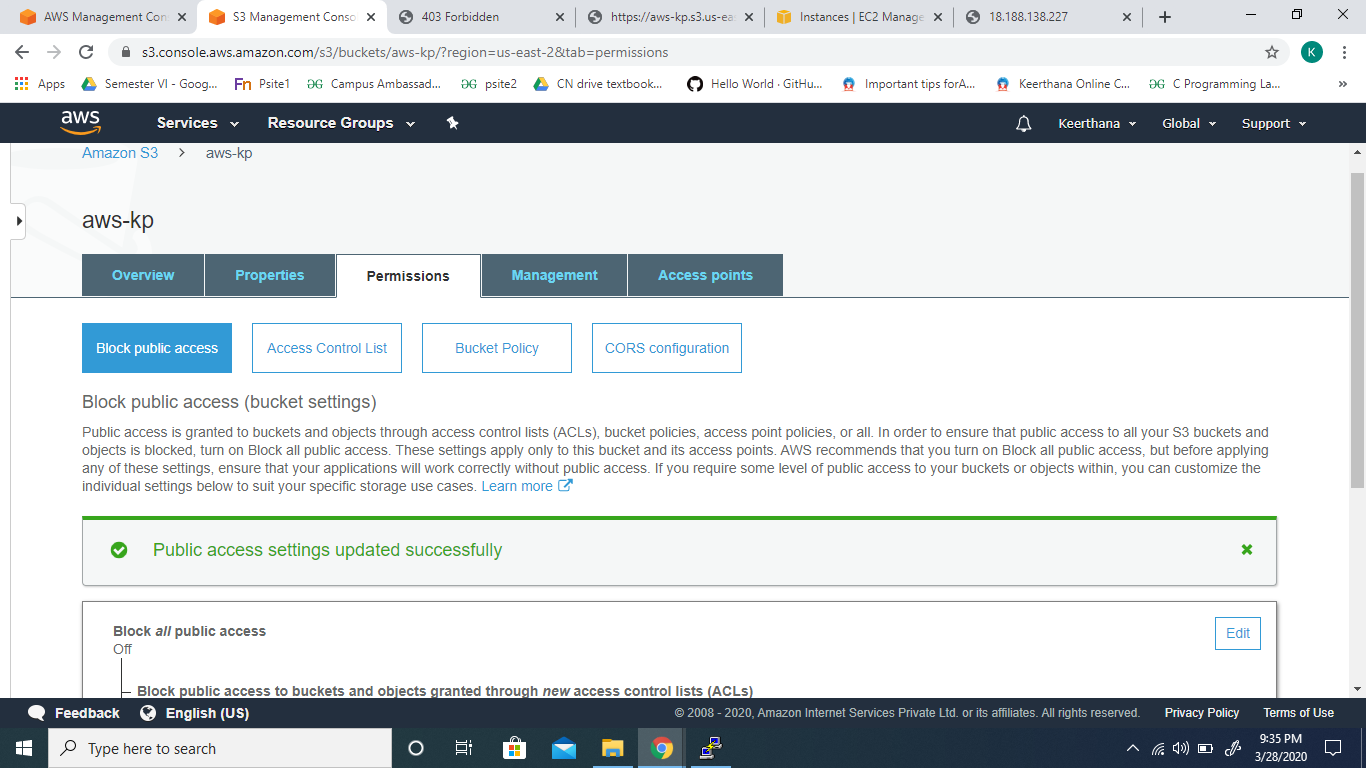 AWS Management Con
S3 Management Conso
403 Forbidden
https://aws-kp.s3.us-eas
Instances | EC2 Manage
18.188.138.227
s3.console.aws.amazon.com/s3/buckets/aws-kp/?region=us-east-2&tab=permissions
K
Apps
Semester VI - Goog...
Fn Psite1
Campus Ambassad...
psite2
CN drive textbook...
Hello World · GitHu...
Important tips forA...
Keerthana Online C...
C Programming La...
»
aws
Services
Resource Groups
Keerthana
Global
Support
Amazon S3 > aws-kp
aws-kp
Overview
Properties
Permissions
Management
Access points
Block public access
Access Control List
Bucket Policy
CORS configuration
Block public access (bucket settings)
Public access is granted to buckets and objects through access control lists (ACLs), bucket policies, access point policies, or all. In order to ensure that public access to all your S3 buckets and
objects is blocked, turn on Block all public access. These settings apply only to this bucket and its access points. AWS recommends that you turn on Block all public access, but before applying
any of these settings, ensure that your applications will work correctly without public access. If you require some level of public access to your buckets or objects within, you can customize the
individual settings below to suit your specific storage use cases. Learn more
Public access settings updated successfully
Block all public access
Edit
Off
Block public access to buckets and objects granted through new access control lists (ACLs)
Feedback
English (US)
© 2008 - 2020, Amazon Internet Services Private Ltd. or its affiliates. All rights reserved.
Privacy Policy
Terms of Use
Type here to search
9:35 PM
3/28/2020